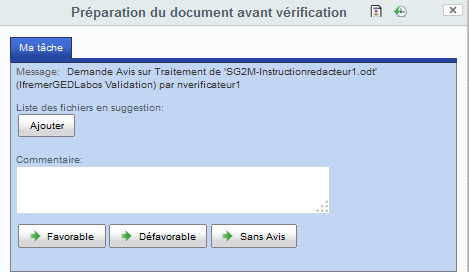 Préparation du document avant vérification
Ma tâche
Message: Demande Avis sur Traitement de 'SG2M-Instructionredacteur1.odt'
(IfremerGEDLabos Validation) par nverificateur1
Liste des fichiers en suggestion:
Ajouter
Commentaire:
Favorable Défavorable Sans Avis